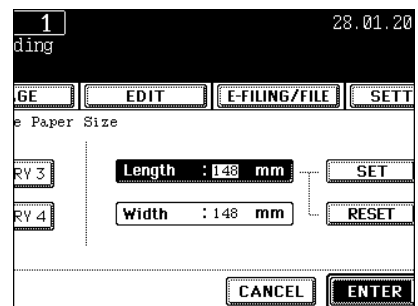 1 28.01.20
ding
GE EDIT E-FILING/FILE SETT
e Paper Size
RY 3 Length : 148 mm SET
RY 4 Width : 148 mm RESET
CANCEL ENTER